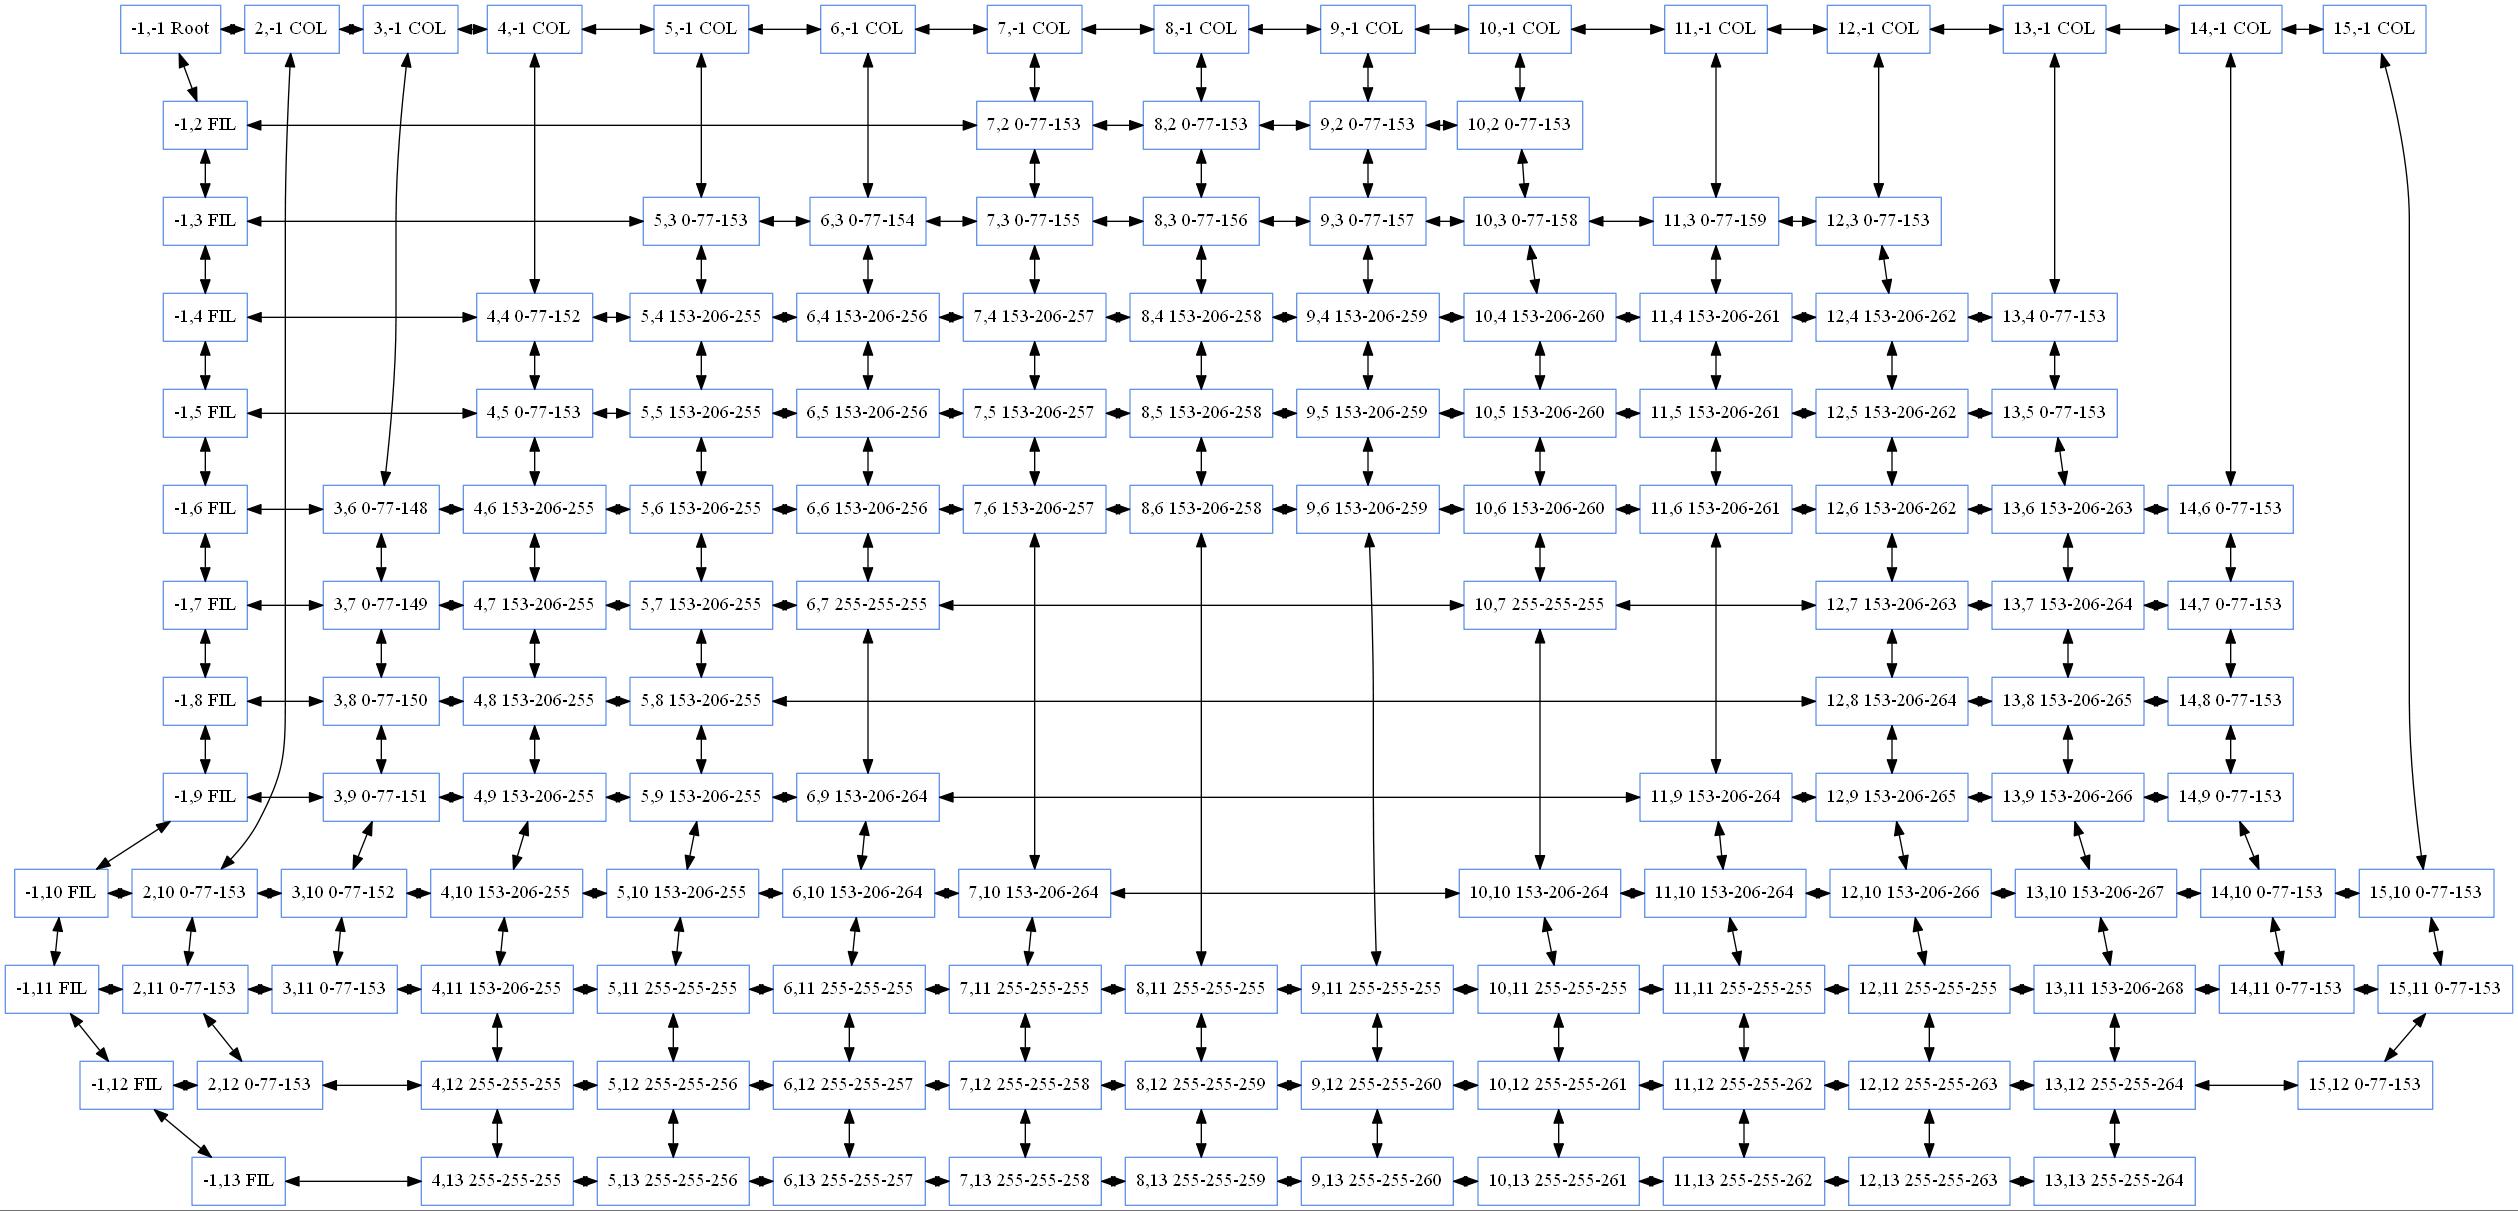 -1,-1 Root 2,-1 COL 3,-1 COL 4,-1 COL 5,-1 COL 6,-1 COL 7,-1 COL 8,-1 COL 9,-1 COL 10,-1 COL 11,-1 COL 12,-1 COL 13,-1 COL 14,-1 COL 15,-1 COL
-1,2 FIL 7,2 0-77-153 8,2 0-77-153 9,2 0-77-153 10,2 0-77-153
-1,3 FIL 5,3 0-77-153 6,3 0-77-154 7,3 0-77-155 8,3 0-77-156 9,3 0-77-157 10,3 0-77-158 11,3 0-77-159 12,3 0-77-153
-1,4 FIL 4,4 0-77-152 5,4 153-206-255 6,4 153-206-256 7,4 153-206-257 8,4 153-206-258 9,4 153-206-259 10,4 153-206-260 11,4 153-206-261 12,4 153-206-262 13,4 0-77-153
-1,5 FIL 4,5 0-77-153 5,5 153-206-255 6,5 153-206-256 7,5 153-206-257 8,5 153-206-258 9,5 153-206-259 10,5 153-206-260 11,5 153-206-261 12,5 153-206-262 13,5 0-77-153
-1,6 FIL 3,6 0-77-148 4,6 153-206-255 5,6 153-206-255 6,6 153-206-256 7,6 153-206-257 8,6 153-206-258 9,6 153-206-259 10,6 153-206-260 11,6 153-206-261 12,6 153-206-262 13,6 153-206-263 14,6 0-77-153
-1,7 FIL 3,7 0-77-149 4,7 153-206-255 5,7 153-206-255 6,7 255-255-255 10,7 255-255-255 12,7 153-206-263 13,7 153-206-264 14,7 0-77-153
-1,8 FIL 3,8 0-77-150 4,8 153-206-255 5,8 153-206-255 12,8 153-206-264 13,8 153-206-265 14,8 0-77-153
-1,9 FIL 3,9 0-77-151 4,9 153-206-255 5,9 153-206-255 6,9 153-206-264 11,9 153-206-264 12,9 153-206-265 13,9 153-206-266 14,9 0-77-153
-1,10 FIL 2,10 0-77-153 3,10 0-77-152 4,10 153-206-255 5,10 153-206-255 6,10 153-206-264 7,10 153-206-264 10,10 153-206-264 11,10 153-206-264 12,10 153-206-266 13,10 153-206-267 14,10 0-77-153 15,10 0-77-153
-1,11 FIL 2,11 0-77-153 3,11 0-77-153 4,11 153-206-255 5,11 255-255-255 6,11 255-255-255 7,11 255-255-255 8,11 255-255-255 9,11 255-255-255 10,11 255-255-255 11,11 255-255-255 12,11 255-255-255 13,11 153-206-268 14,11 0-77-153 15,11 0-77-153
-1,12 FIL 2,12 0-77-153 4,12 255-255-255 5,12 255-255-256 6,12 255-255-257 7,12 255-255-258 8,12 255-255-259 9,12 255-255-260 10,12 255-255-261 11,12 255-255-262 12,12 255-255-263 13,12 255-255-264 15,12 0-77-153
-1,13 FIL 4,13 255-255-255 5,13 255-255-256 6,13 255-255-257 7,13 255-255-258 8,13 255-255-259 9,13 255-255-260 10,13 255-255-261 11,13 255-255-262 12,13 255-255-263 13,13 255-255-264